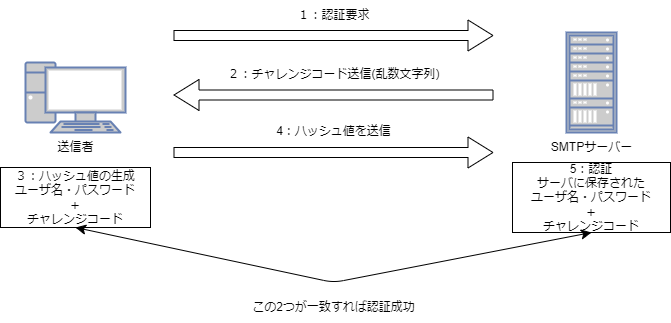 1：認証要求
2：チャレンジコード送信(乱数文字列)
4：ハッシュ値を送信
送信者
SMTPサーバー
3：ハッシュ値の生成
ユーザ名・パスワード
+
チャレンジコード
5：認証
サーバに保存された
ユーザ名・パスワード
+
チャレンジコード
この2つが一致すれば認証成功